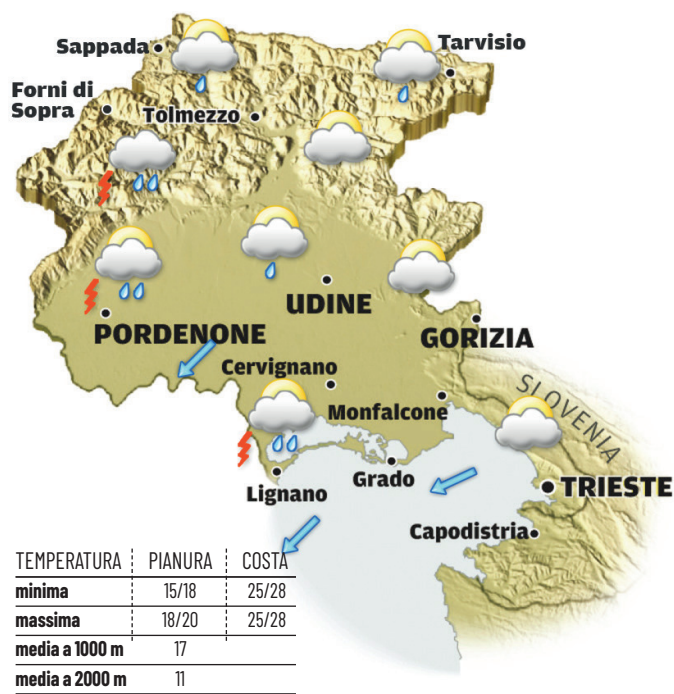 Sappada
Tarvisio
Forni di
Sopra
Tolmezzo
UDINE
PORDENONE
GORIZIA
Cervignano
Monfalcone
SLOVENIA
Grado
Lignano
TRIESTE
Capodistria
TEMPERATURA PIANURA COSTA
minima 15/18 25/28
massima 18/20 25/28
media a 1000 m 17
media a 2000 m 11